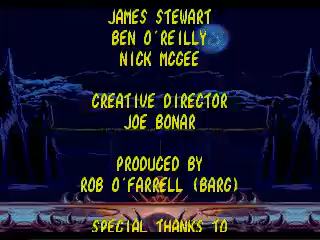 JAMES STEWART
BEN O'REILLY
NICK MCGEE
CREATIVE DIRECTOR
JOE BONAR
PRODUCED BY
ROB O'FARRELL (BARG)
SPECIAL THANKS TO